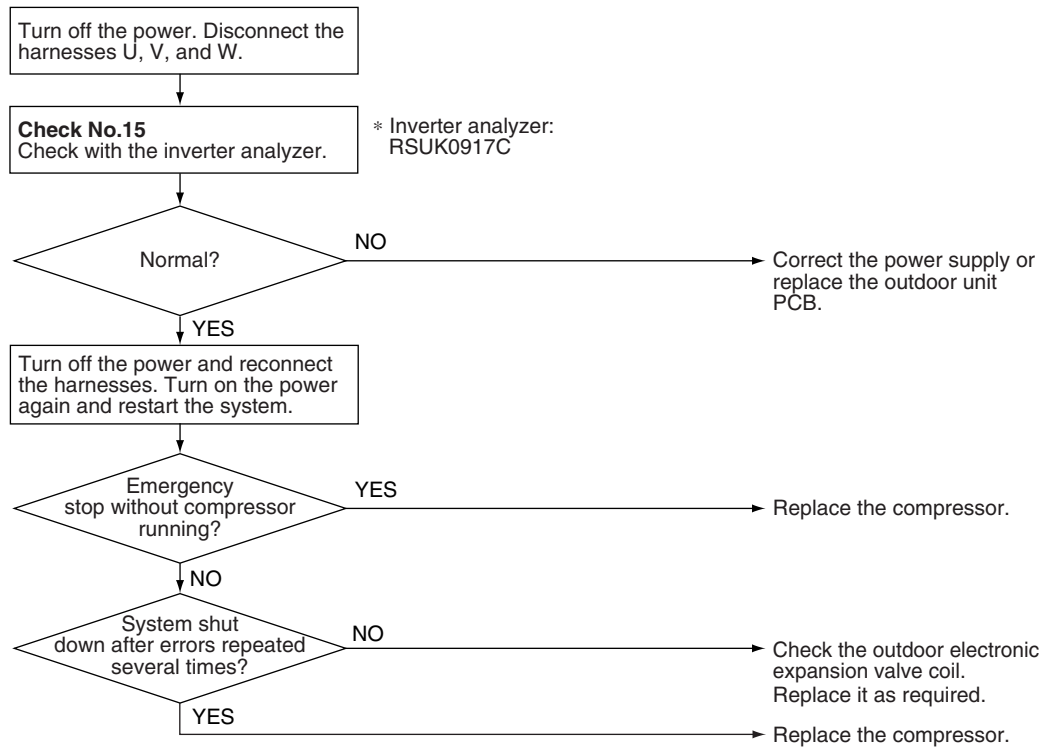 Turn off the power. Disconnect the
harnesses U, V, and W.
Check No.15
Check with the inverter analyzer.
* Inverter analyzer:
RSUK0917C
Normal?
NO
Correct the power supply or
replace the outdoor unit
PCB.
YES
Turn off the power and reconnect
the harnesses. Turn on the power
again and restart the system.
Emergency
stop without compressor
running?
YES
Replace the compressor.
NO
System shut
down after errors repeated
several times?
NO
Check the outdoor electronic
expansion valve coil.
Replace it as required.
YES
Replace the compressor.